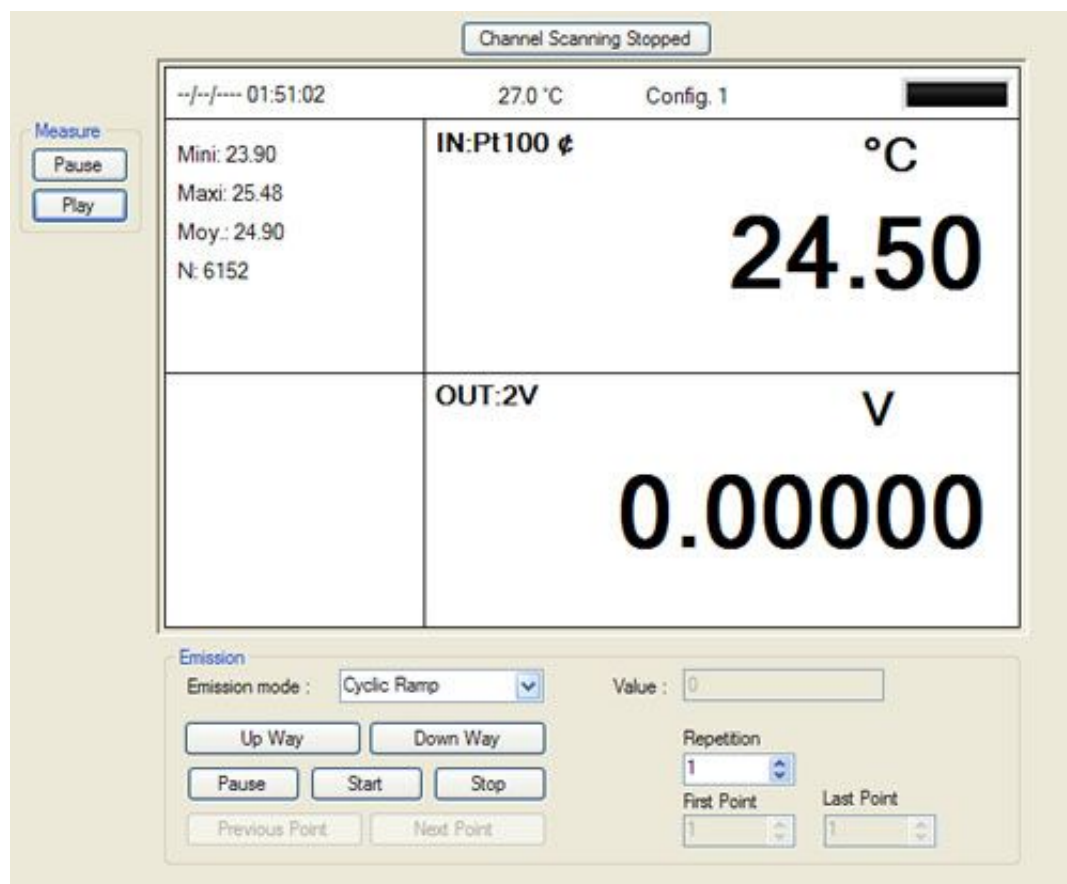 Channel Scanning Stopped
--/--/---- 01:51:02 27.0 °C Config. 1
Measure
Pause
Play
Mini: 23.90
Maxi: 25.48
Moy.: 24.90
N: 6152
IN:Pt100 ¢ °C
24.50
OUT:2V V
0.00000
Emission
Emission mode : Cyclic Ramp Value : 0
Up Way Down Way
Repetition
Pause Start Stop 1
First Point Last Point
Previous Point Next Point 1 1